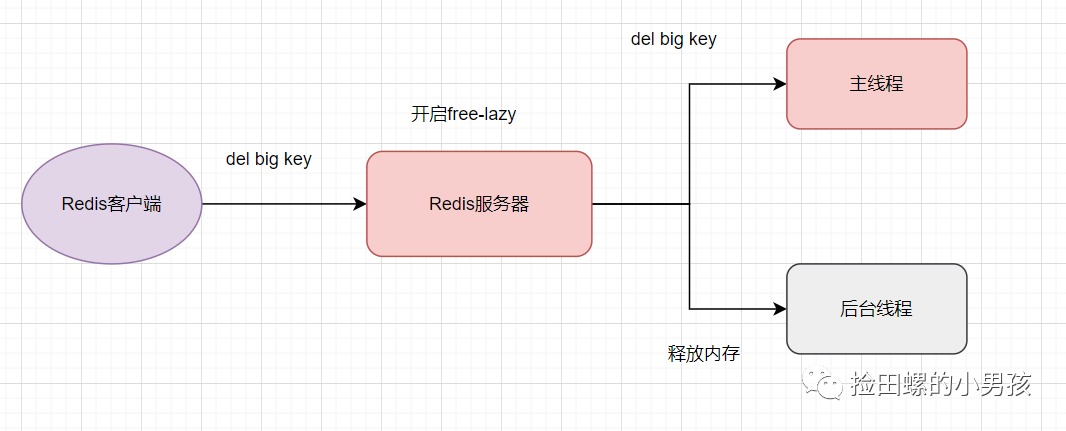 del big key
主线程
开启free-lazy
del big key
Redis客户端
Redis服务器
后台线程
释放内存
捡田螺的小男孩